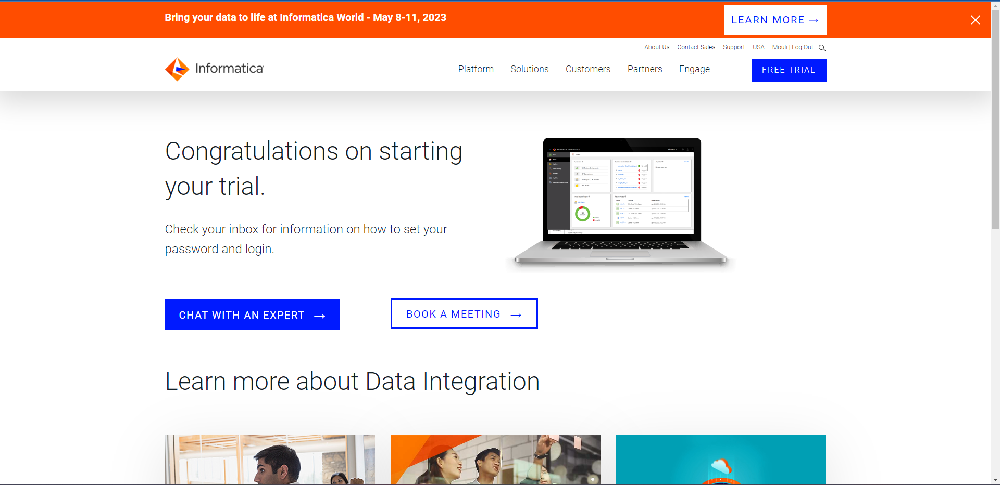 Bring your data to life at Informatica World - May 8-11, 2023
LEARN MORE →
About Us Contact Sales Support USA Mouli | Log Out
Informatica
Platform Solutions Customers Partners Engage
FREE TRIAL
Congratulations on starting
your trial.
Check your inbox for information on how to set your
password and login.
CHAT WITH AN EXPERT →
BOOK A MEETING →
Learn more about Data Integration